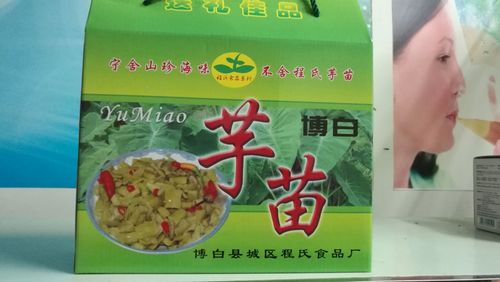 送礼佳品
宁舍山珍海味 不舍程氏芋苗
YuMiao
博白
芋苗
博白县城区程氏食品厂